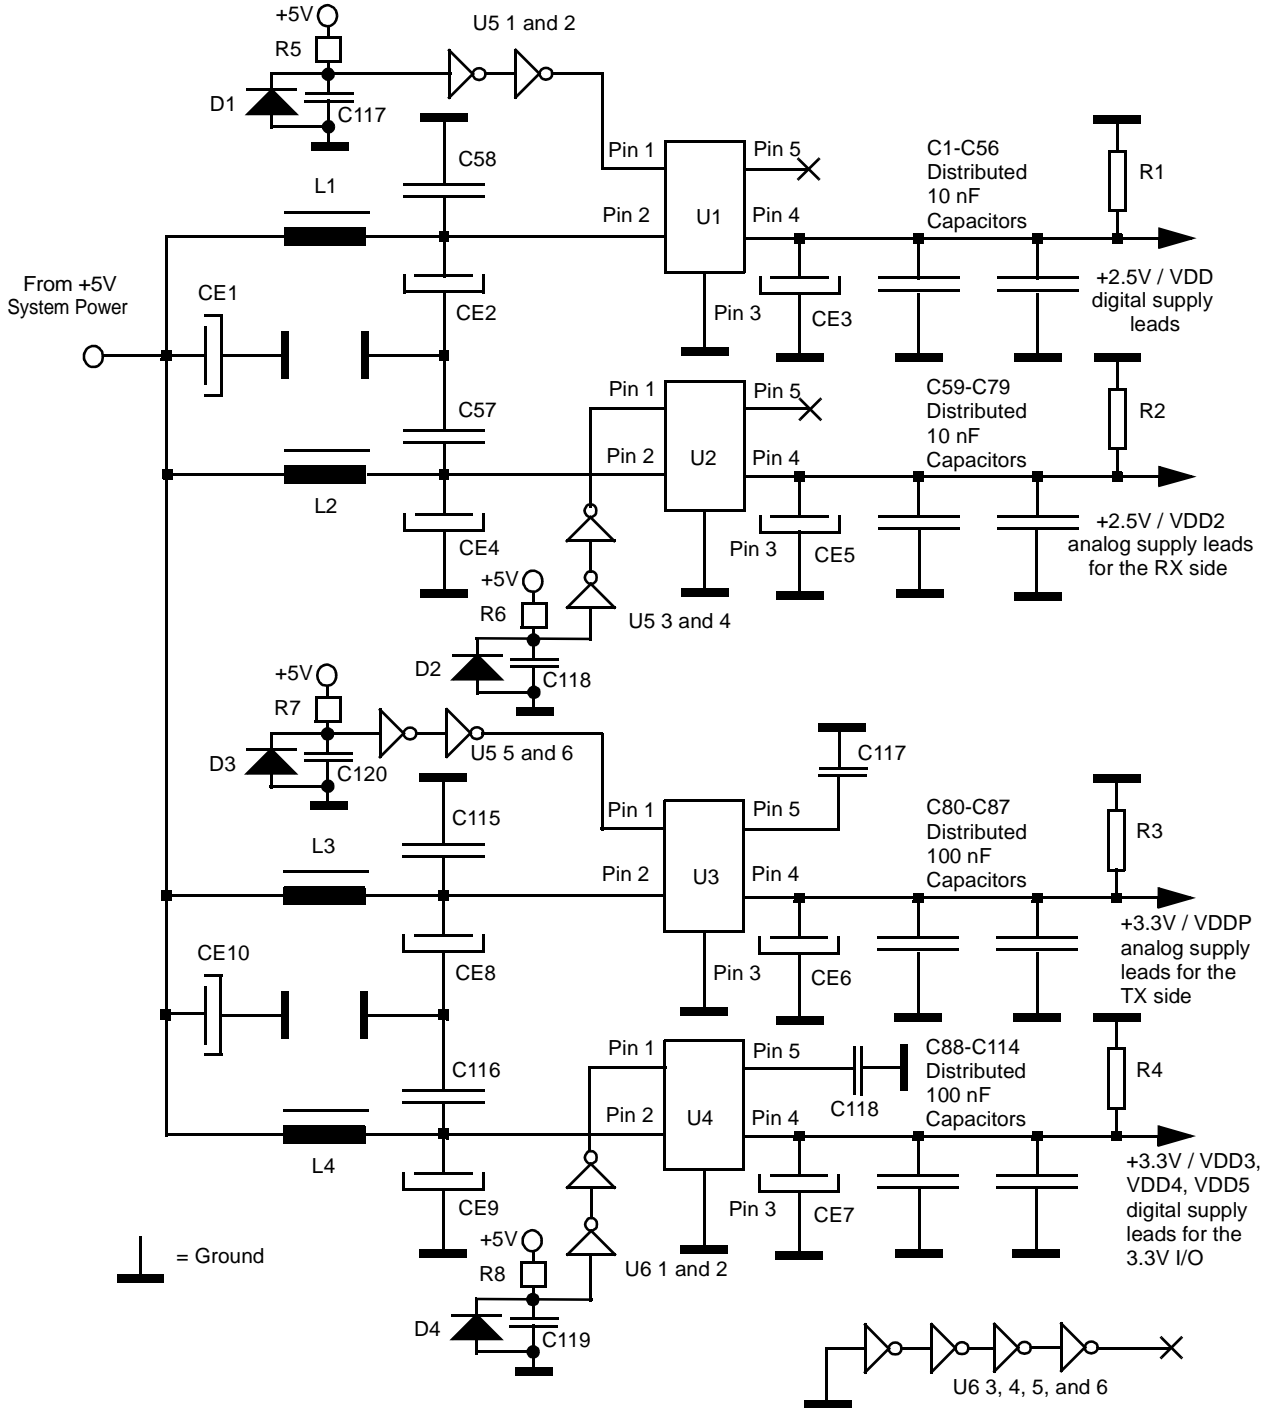 +5V
U5 1 and 2
R5
D1
C117
C58
Pin 1
Pin 5
L1
Pin 2
U1
Pin 4
C1-C56
Distributed
10 nF
Capacitors
R1
From +5V
System Power
CE1
CE2
Pin 3
CE3
+2.5V / VDD
digital supply
leads
C57
Pin 1
Pin 5
C59-C79
Distributed
10 nF
Capacitors
R2
Pin 2
U2
Pin 4
L2
CE4
Pin 3
CE5
+2.5V / VDD2
analog supply leads
for the RX side
+5V
R6
U5 3 and 4
D2
C118
+5V
R7
D3
C120
U5 5 and 6
C117
C115
Pin 1
Pin 5
C80-C87
Distributed
100 nF
Capacitors
R3
L3
Pin 2
U3
Pin 4
CE10
CE8
Pin 3
CE6
+3.3V / VDDP
analog supply
leads for the
TX side
C116
Pin 1
Pin 5
C118
C88-C114
Distributed
100 nF
Capacitors
R4
Pin 2
U4
Pin 4
L4
CE9
Pin 3
CE7
+3.3V / VDD3,
VDD4, VDD5
digital supply
leads for the
3.3V I/O
= Ground
+5V
R8
U6 1 and 2
D4
C119
U6 3, 4, 5, and 6